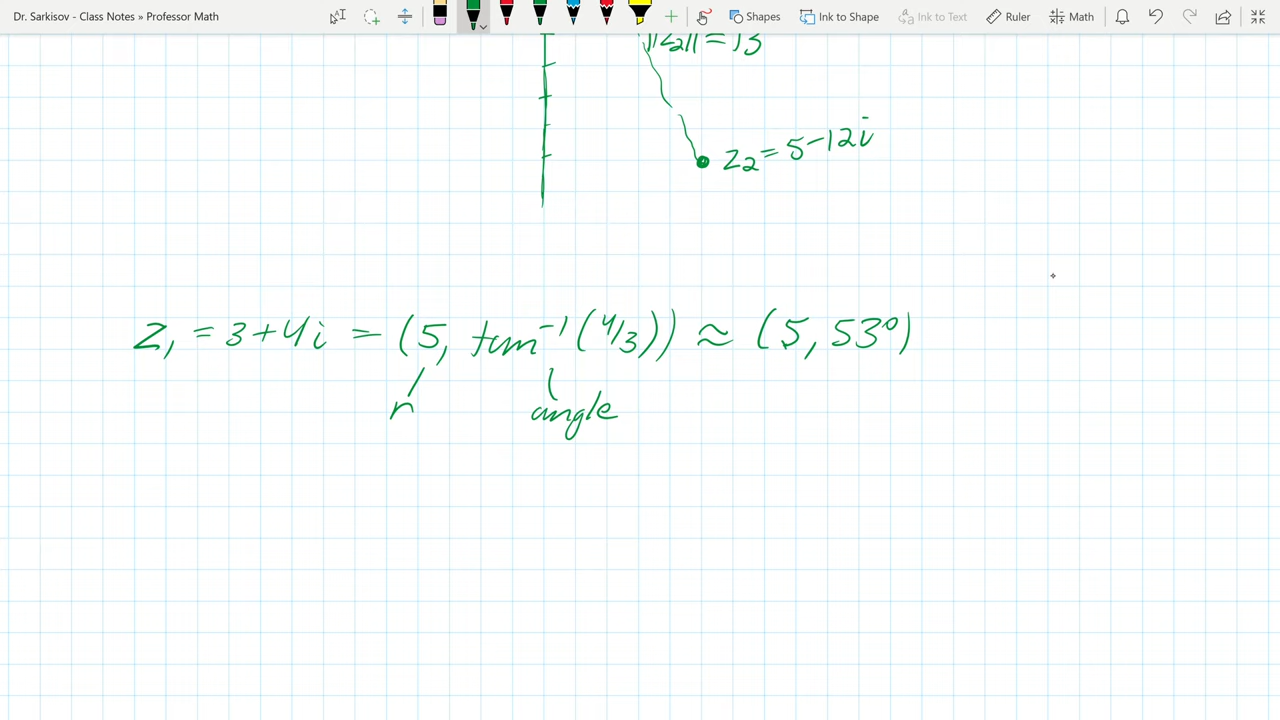 Dr. Sarkisov - Class Notes » Professor Math
Shapes
Ink to Shape
Ink to Text
Ruler
Math
||z₂|| = 13
z₂ = 5-12i
z₁ = 3+4i = (5, tan⁻¹(4/3)) ≈ (5, 53°)
r
angle